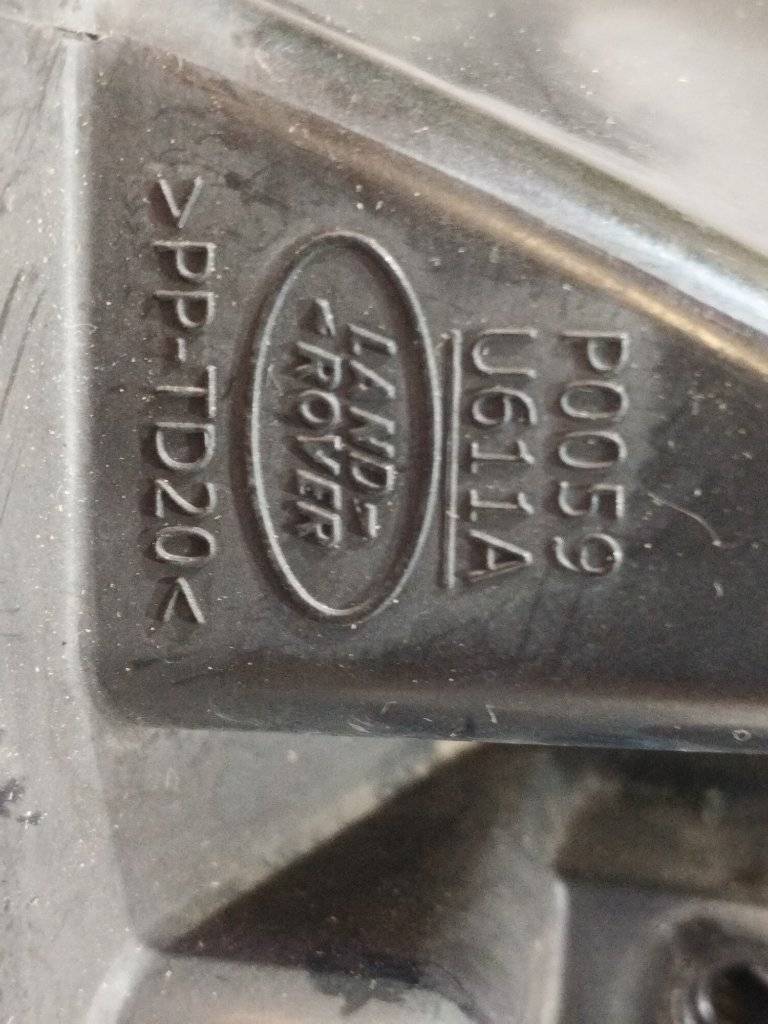 P0059
U611A
LAND
ROVER
>PP-TD20<